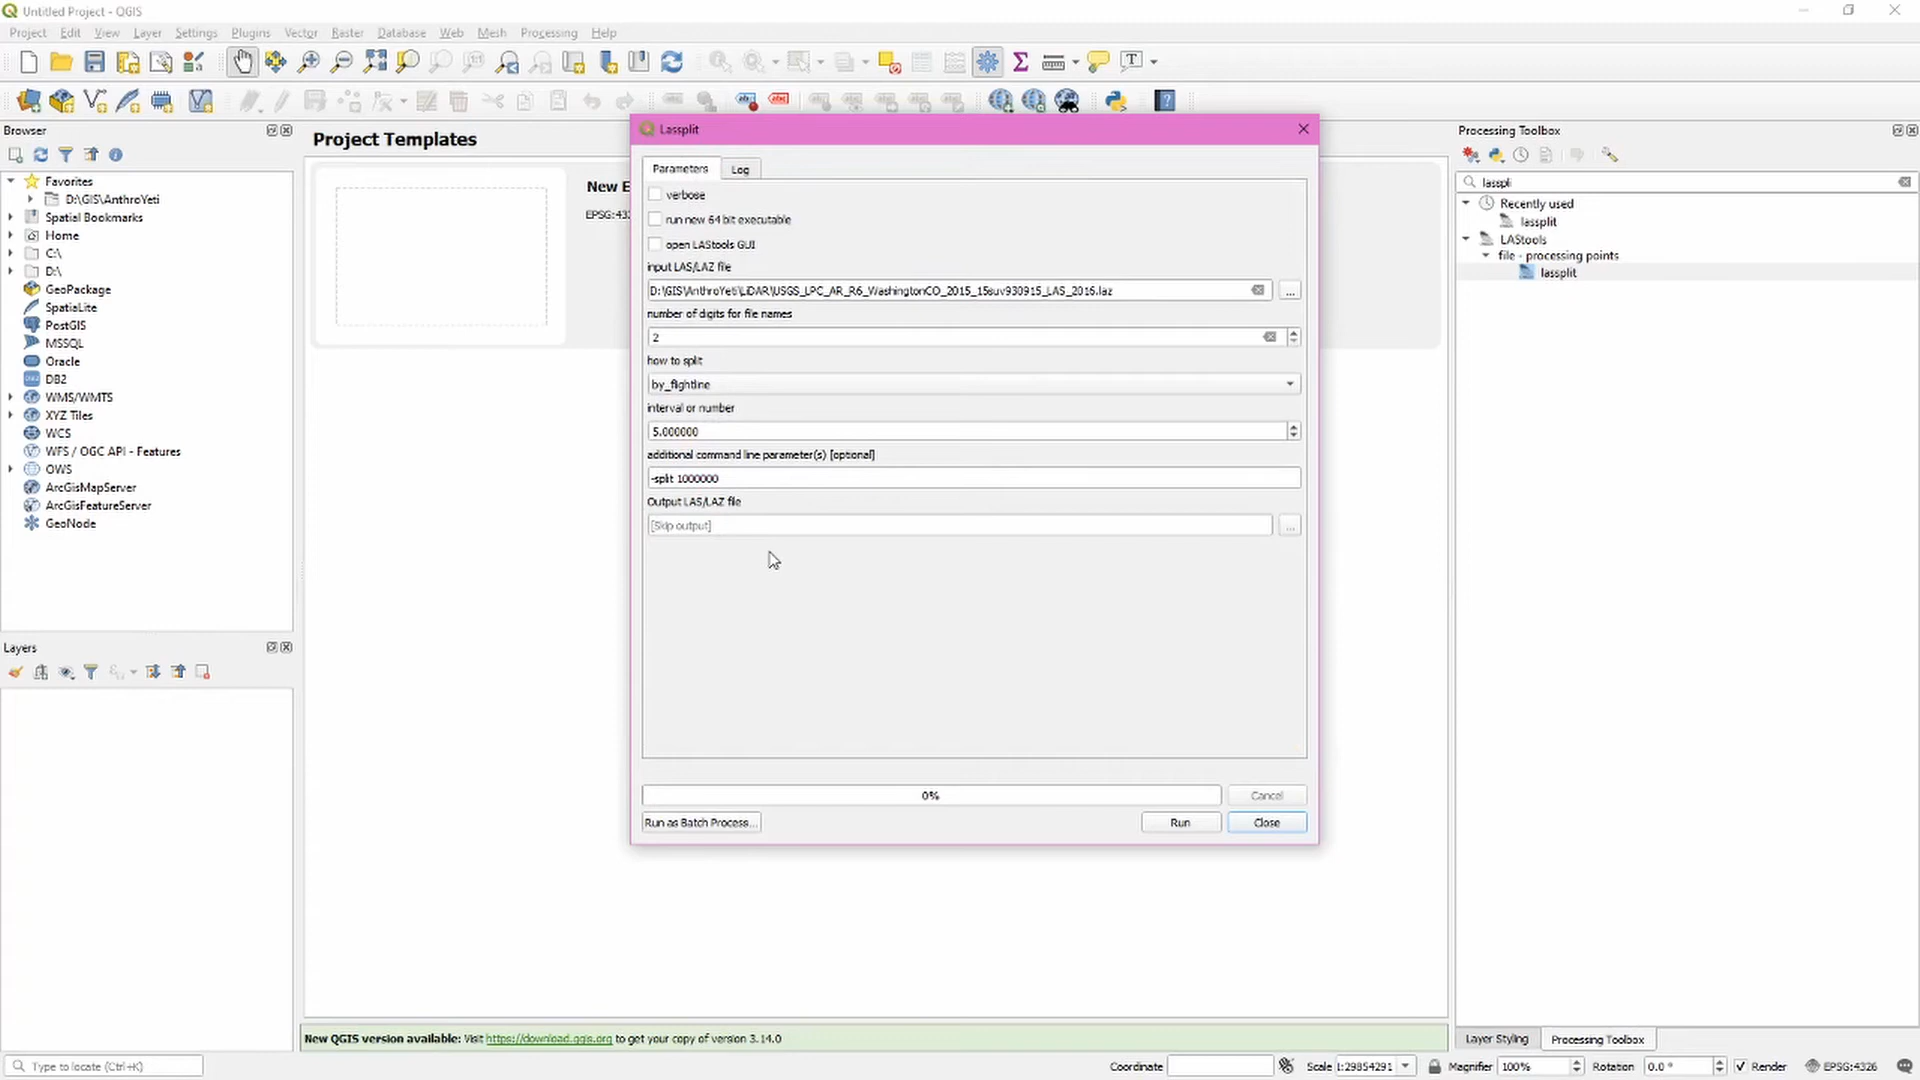 Untitled Project - QGIS
Project Edit View Layer Settings Plugins Vector Raster Database Web Mesh Processing Help
Browser
Favorites
D:\GIS\AnthroYeti
Spatial Bookmarks
Home
C:\
D:\
GeoPackage
SpatiaLite
PostGIS
MSSQL
Oracle
DB2
WMS/WMTS
XYZ Tiles
WCS
WFS / OGC API - Features
OWS
ArcGisMapServer
ArcGisFeatureServer
GeoNode
Layers
Project Templates
New E
EPSG:43
Lassplit
Parameters Log
verbose
run new 64 bit executable
open LAStools GUI
input LAS/LAZ file
D:\GIS\AnthroYeti\LiDAR\USGS_LPC_AR_R6_WashingtonCO_2015_15suv930915_LAS_2016.laz
...
number of digits for file names
2
how to split
by_flightline
interval or number
5.000000
additional command line parameter(s) [optional]
-split 1000000
Output LAS/LAZ file
[Skip output]
...
0%
Cancel
Run as Batch Process...
Run
Close
Processing Toolbox
lasspli
Recently used
lassplit
LAStools
file - processing points
lassplit
New QGIS version available: Visit https://download.qgis.org to get your copy of version 3.14.0
Layer Styling Processing Toolbox
Type to locate (Ctrl+K)
Coordinate
Scale 1:29854291
Magnifier 100%
Rotation 0.0 °
Render
EPSG:4326